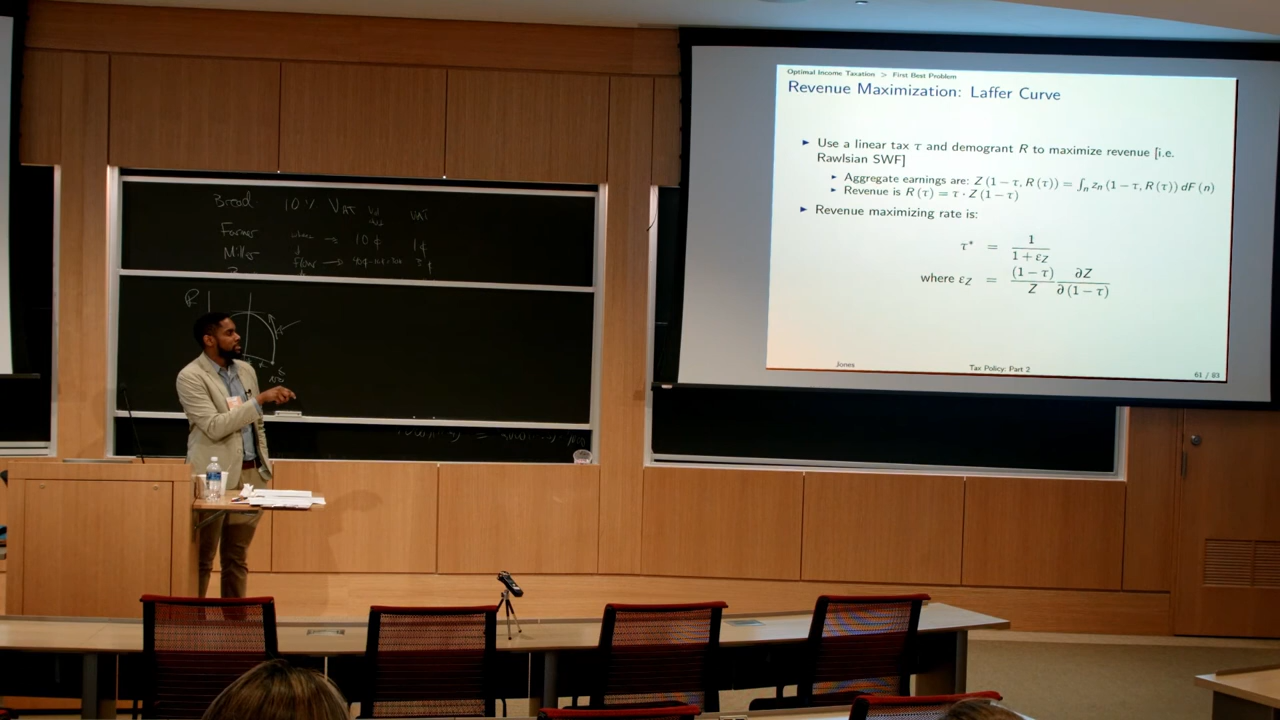 Optimal Income Taxation > First Best Problem
Revenue Maximization: Laffer Curve
► Use a linear tax τ and demogrant R to maximize revenue [i.e.
Rawlsian SWF]
► Aggregate earnings are: Z (1 − τ, R(τ)) = ∫ₙ zₙ (1 − τ, R(τ)) dF (n)
► Revenue is R(τ) = τ · Z (1 − τ)
► Revenue maximizing rate is:
τ* = 1 / (1 + εZ)
where εZ = (1 − τ) / Z ∂Z / ∂(1 − τ)
Jones Tax Policy: Part 2 61 / 83
Bread 10% VAT VAT
Farmer 10¢ 1¢
Miller flour
R